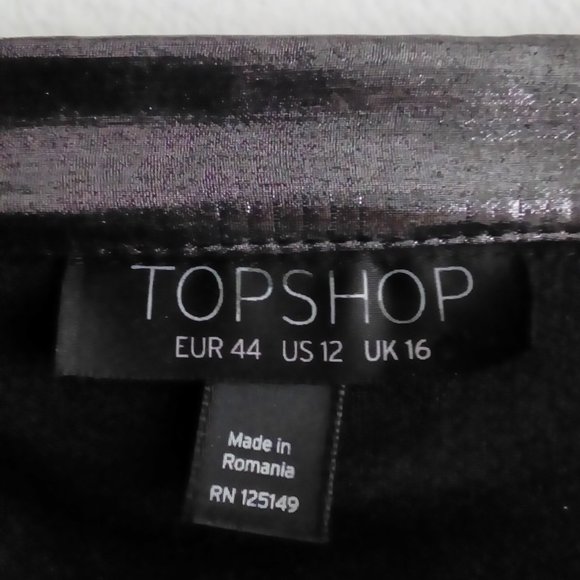 TOPSHOP
EUR 44 US 12 UK 16
Made in
Romania
RN 125149